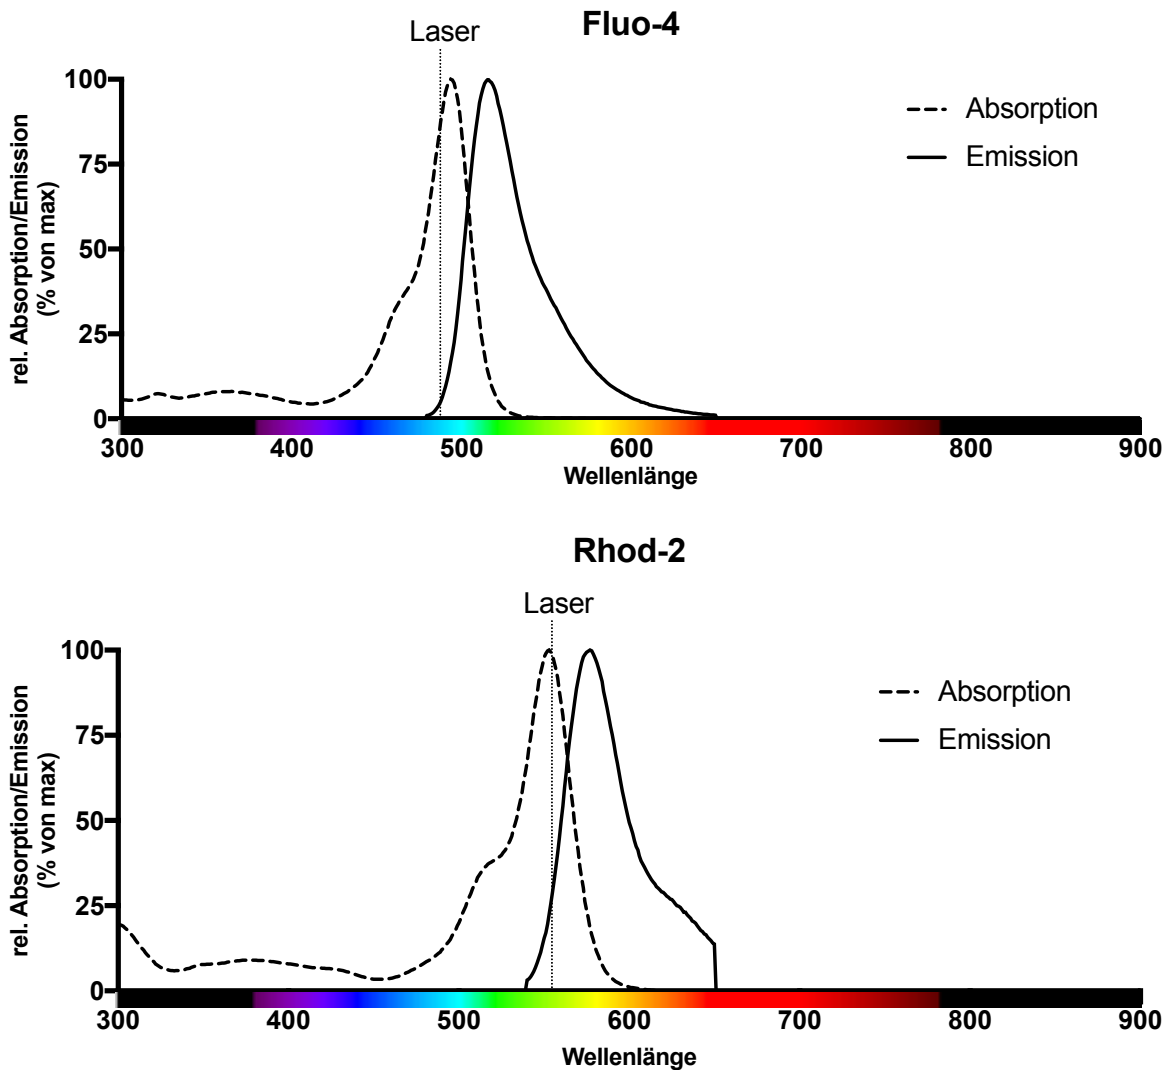 Fluo-4
Laser
Absorption
Emission
rel. Absorption/Emission
(% von max)
100
75
50
25
0
300 400 500 600 700 800 900
Wellenlänge
Rhod-2
Laser
Absorption
Emission
rel. Absorption/Emission
(% von max)
100
75
50
25
0
300 400 500 600 700 800 900
Wellenlänge